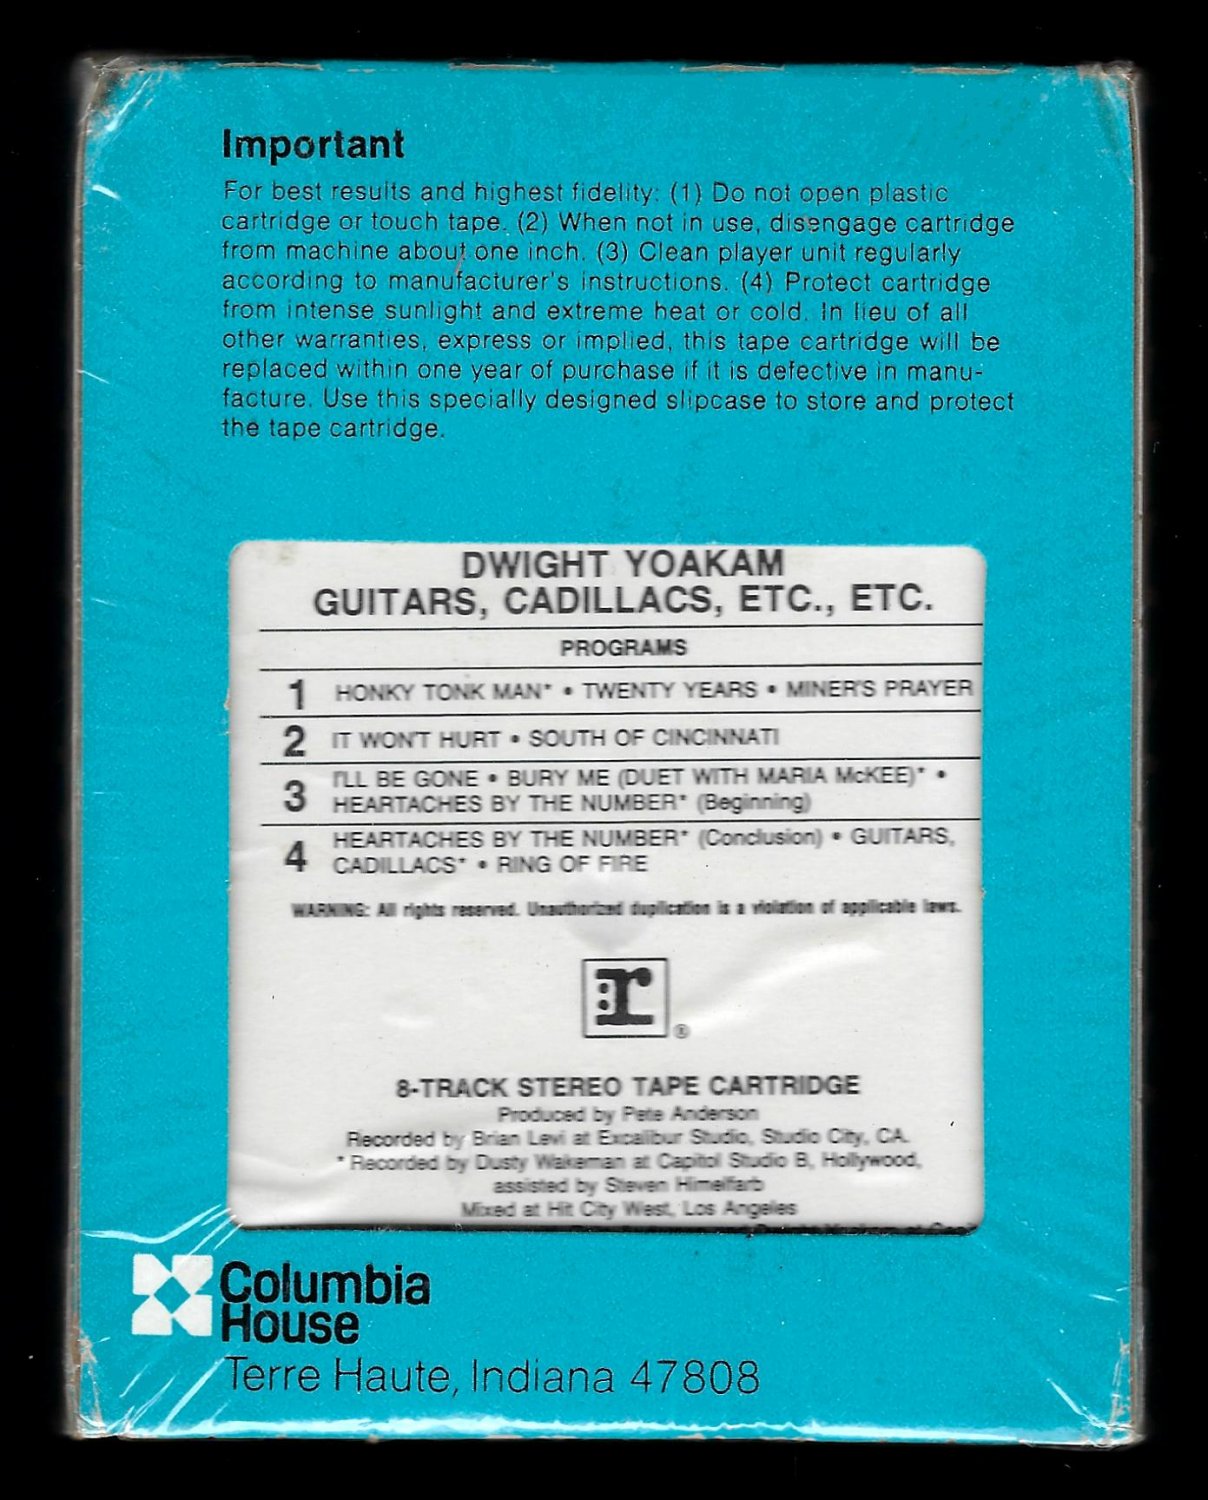 Important
For best results and highest fidelity: (1) Do not open plastic
cartridge or touch tape. (2) When not in use, disengage cartridge
from machine about one inch. (3) Clean player unit regularly
according to manufacturer's instructions. (4) Protect cartridge
from intense sunlight and extreme heat or cold. In lieu of all
other warranties, express or implied, this tape cartridge will be
replaced within one year of purchase if it is defective in manu-
facture. Use this specially designed slipcase to store and protect
the tape cartridge.
DWIGHT YOAKAM
GUITARS, CADILLACS, ETC., ETC.
PROGRAMS
1 HONKY TONK MAN* • TWENTY YEARS • MINER'S PRAYER
2 IT WON'T HURT • SOUTH OF CINCINNATI
3 I'LL BE GONE • BURY ME (DUET WITH MARIA McKEE)* •
HEARTACHES BY THE NUMBER* (Beginning)
4 HEARTACHES BY THE NUMBER* (Conclusion) • GUITARS,
CADILLACS* • RING OF FIRE
WARNING: All rights reserved. Unauthorized duplication is a violation of applicable laws.
:r ®
8-TRACK STEREO TAPE CARTRIDGE
Produced by Pete Anderson
Recorded by Brian Levi at Excalibur Studio, Studio City, CA.
* Recorded by Dusty Wakeman at Capitol Studio B, Hollywood,
assisted by Steven Himelfarb
Mixed at Hit City West, Los Angeles
Columbia
House
Terre Haute, Indiana 47808